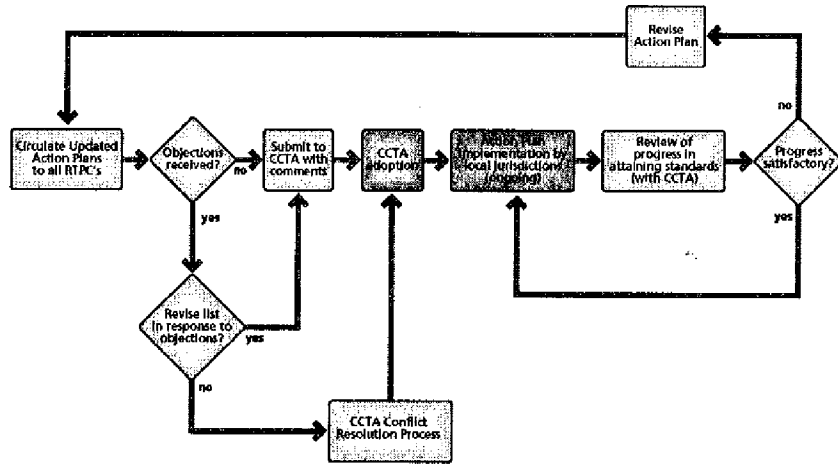 Revise
Action Plan
no
Circulate Updated
Action Plans
to all RTPC's
Objections
received?
no
Submit to
CCTA with
comments
CCTA
adoption
Action Plan
implementation by
local jurisdictions
(ongoing)
Review of
progress in
attaining standards
(with CCTA)
Progress
satisfactory?
yes
yes
Revise list
in response to
objections?
yes
no
CCTA Conflict
Resolution Process